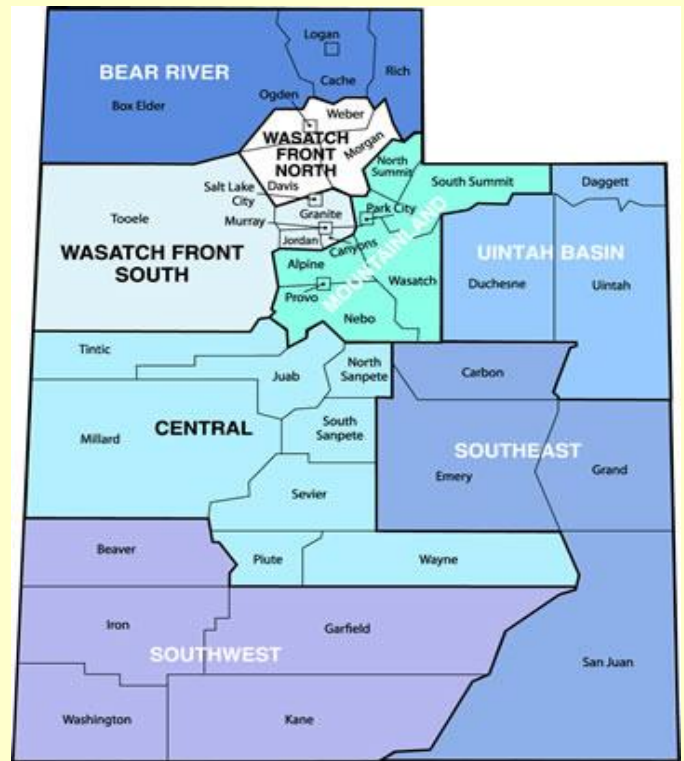 Logan
BEAR RIVER
Rich
Cache
Ogden
Box Elder
Weber
WASATCH
FRONT
NORTH
Morgan
North
Summit
South Summit
Daggett
Salt Lake
City
Davis
Tooele
Granite
Park City
Murray
Jordan
Canyons
WASATCH FRONT
SOUTH
MOUNTAINLAND
UINTAH BASIN
Alpine
Wasatch
Duchesne
Uintah
Provo
Nebo
Tintic
Juab
North
Sanpete
Carbon
CENTRAL
South
Sanpete
Millard
SOUTHEAST
Emery
Grand
Sevier
Beaver
Piute
Wayne
Iron
Garfield
SOUTHWEST
San Juan
Washington
Kane